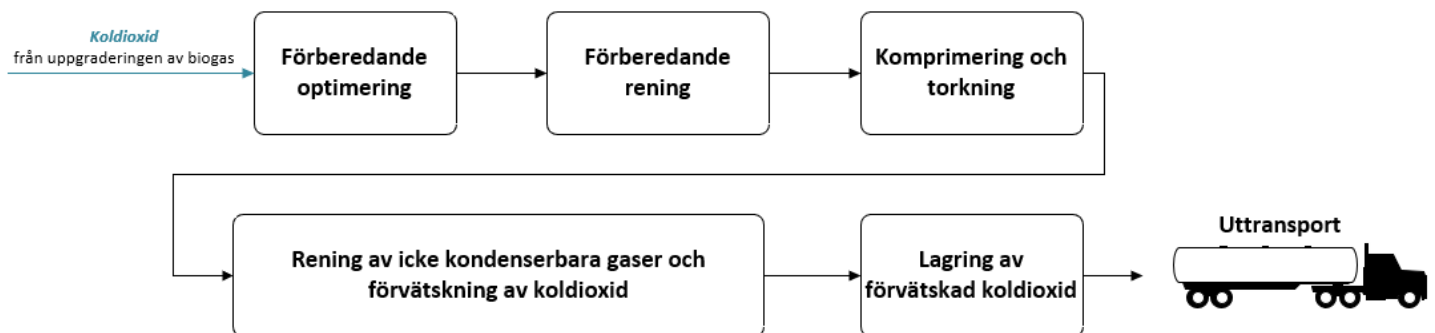 Koldioxid
från uppgraderingen av biogas
Förberedande
optimering
Förberedande
rening
Komprimering och
torkning
Rening av icke kondenserbara gaser och
förvätskning av koldioxid
Lagring av
förvätskad koldioxid
Uttransport